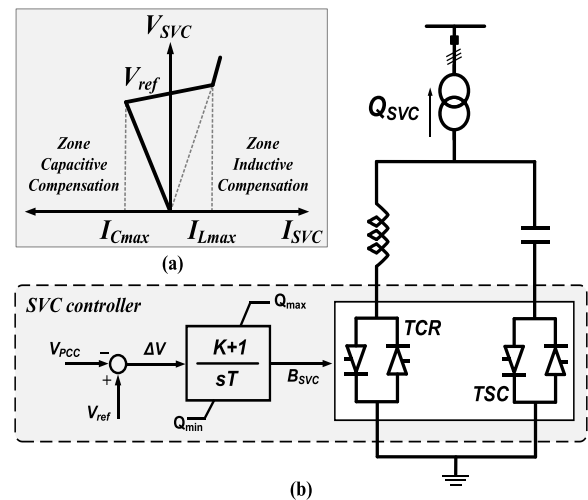 V_SVC
V_ref
Zone
Capacitive
Compensation
Zone
Inductive
Compensation
I_Cmax
I_Lmax
I_SVC
(a)
Q_SVC
SVC controller
Q_max
V_PCC
−
+
ΔV
K+1
sT
B_SVC
V_ref
Q_min
TCR
TSC
(b)